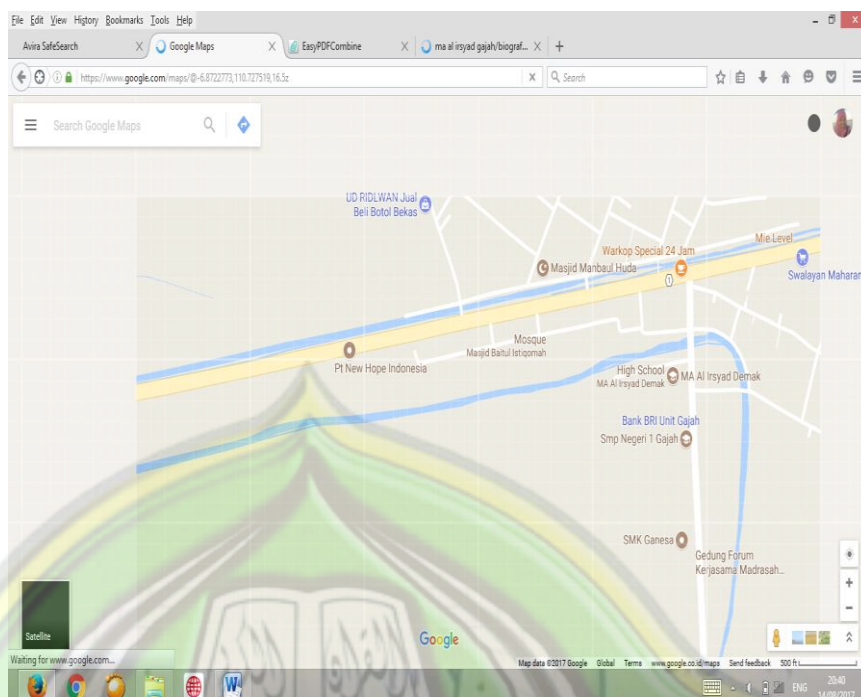 File Edit View History Bookmarks Tools Help
Avira SafeSearch
Google Maps
EasyPDFCombine
ma al irsyad gajah/biograf...
https://www.google.com/maps/@-6.8722773,110.727519,16.5z
Search
Search Google Maps
UD RIDLWAN Jual
Beli Botol Bekas
Mie Level
Warkop Special 24 Jam
Masjid Manbaul Huda
Swalayan Maharan
1
Mosque
Masjid Baitul Istiqomah
Pt New Hope Indonesia
High School
MA Al Irsyad Demak
MA Al Irsyad Demak
Bank BRI Unit Gajah
Smp Negeri 1 Gajah
SMK Ganesa
Gedung Forum
Kerjasama Madrasah...
Satellite
Google
Waiting for www.google.com...
Map data ©2017 Google Global Terms www.google.co.id/maps Send feedback 500 ft
ENG
20:40